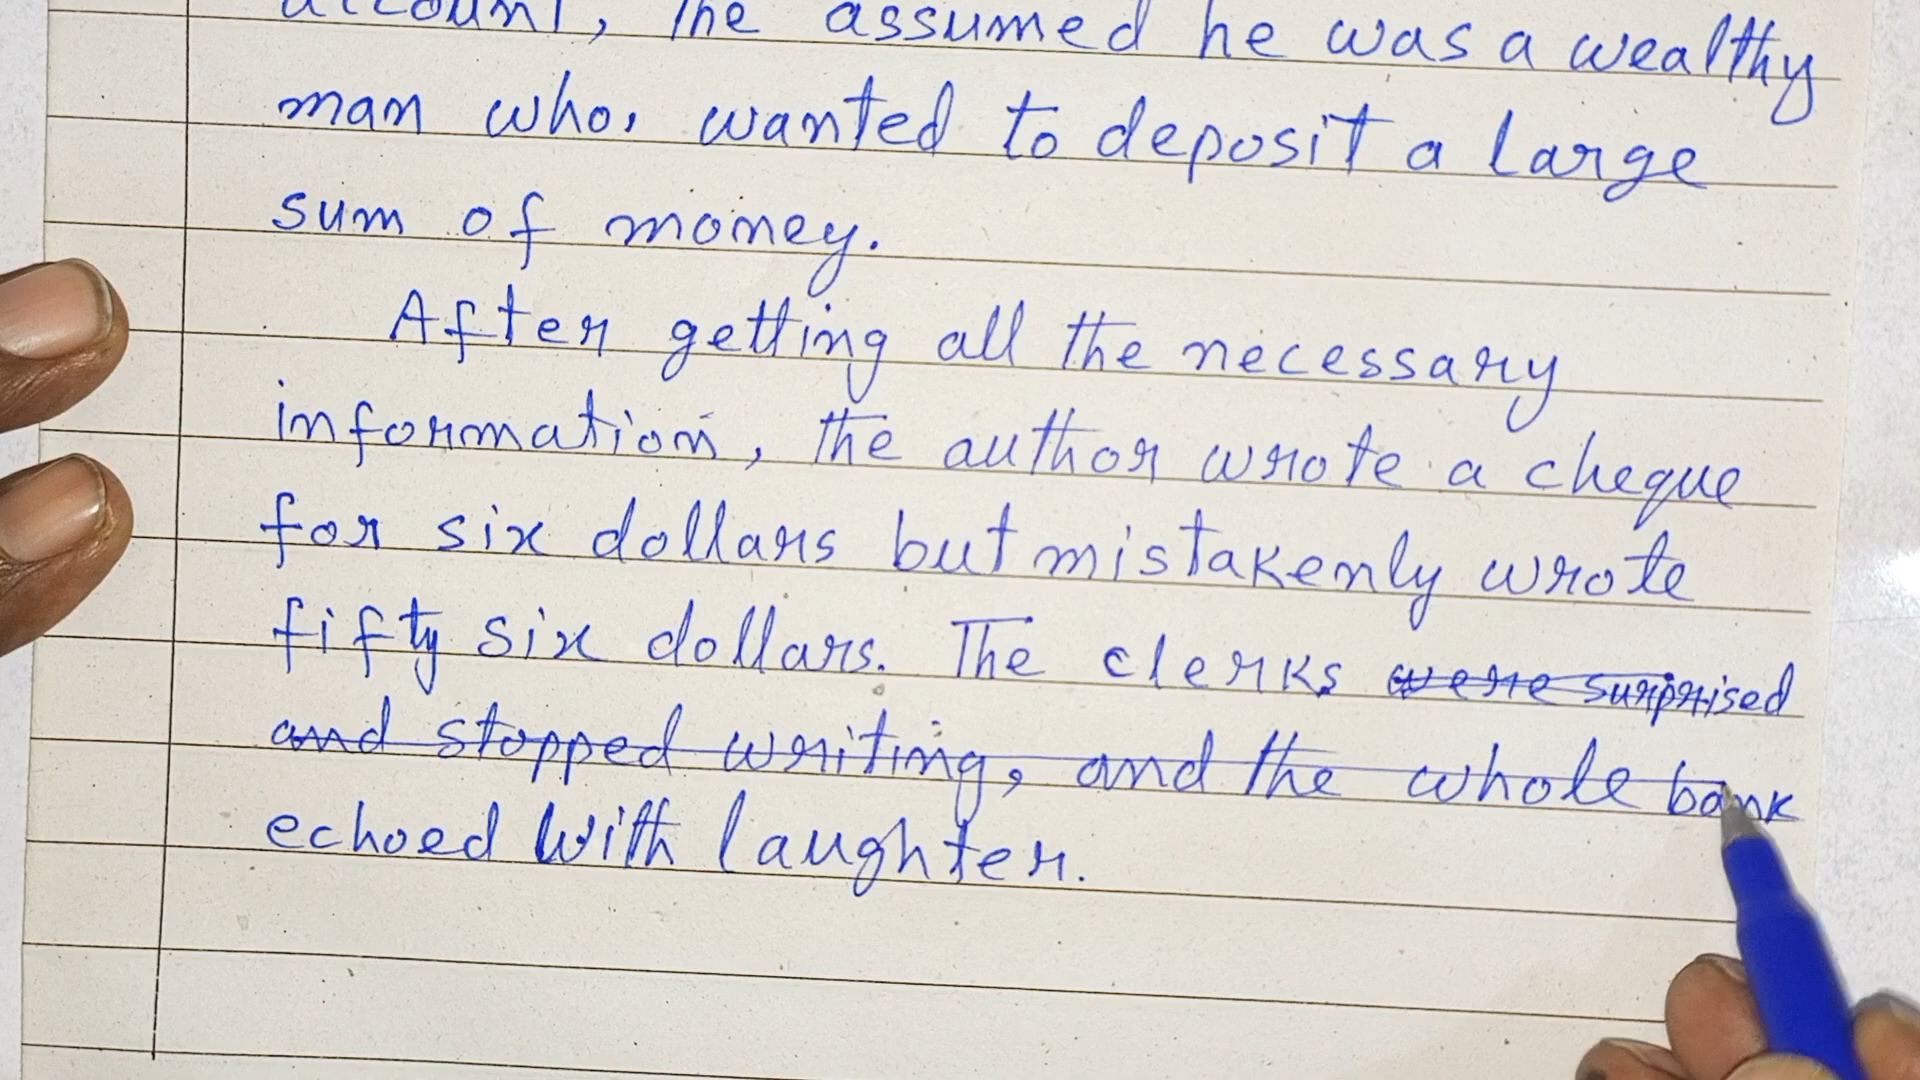 account, The assumed he was a wealthy
man who, wanted to deposit a large
sum of money.
After getting all the necessary
information, the author wrote a cheque
for six dollars but mistakenly wrote
fifty six dollars. The clerks were surprised
and stopped writing, and the whole bank
echoed with laughter.